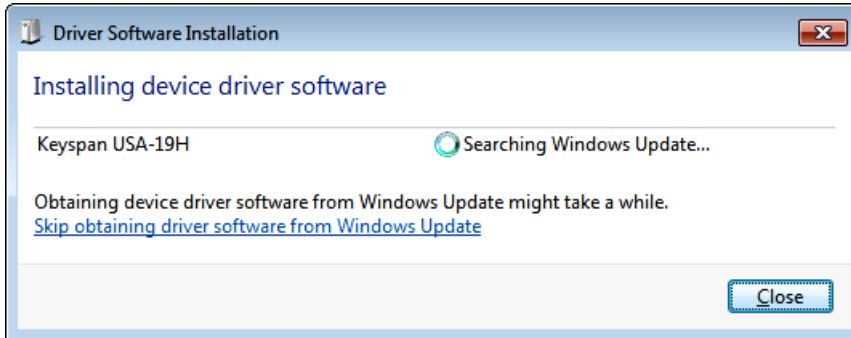 Driver Software Installation
Installing device driver software
Keyspan USA-19H Searching Windows Update...
Obtaining device driver software from Windows Update might take a while.
Skip obtaining driver software from Windows Update
Close